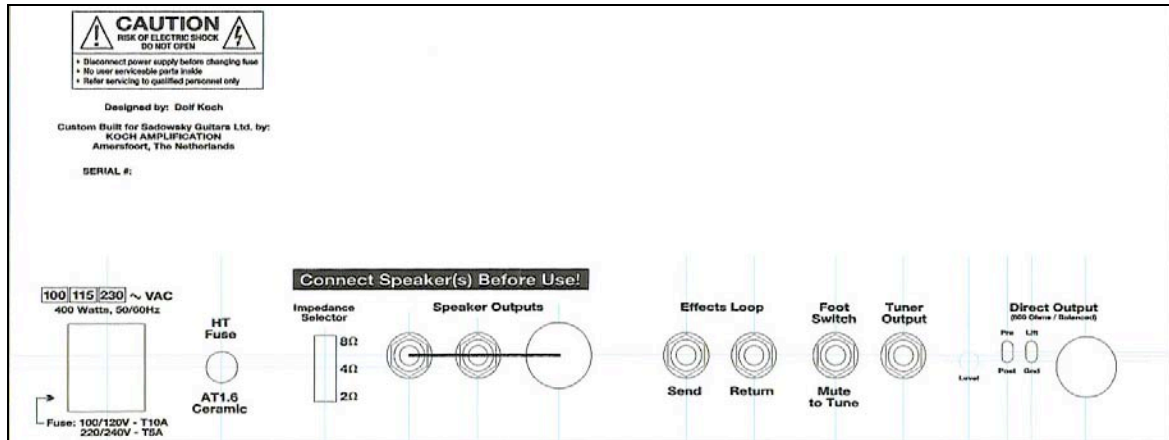 CAUTION
RISK OF ELECTRIC SHOCK
DO NOT OPEN
• Disconnect power supply before changing fuse
• No user serviceable parts inside
• Refer servicing to qualified personnel only
Designed by: Dolf Koch
Custom Built for Sadowsky Guitars Ltd. by:
KOCH AMPLIFICATION
Amersfoort, The Netherlands
SERIAL #:
Connect Speaker(s) Before Use!
100 115 230 ~ VAC
400 Watts, 50/60Hz
HT
Fuse
AT1.6
Ceramic
Fuse: 100/120V - T10A
220/240V - T5A
Impedance
Selector
8Ω
4Ω
2Ω
Speaker Outputs
Effects Loop
Send
Return
Foot
Switch
Mute
to Tune
Tuner
Output
Level
Direct Output
(600 Ohms / Balanced)
Pre
Lift
Post
Gnd